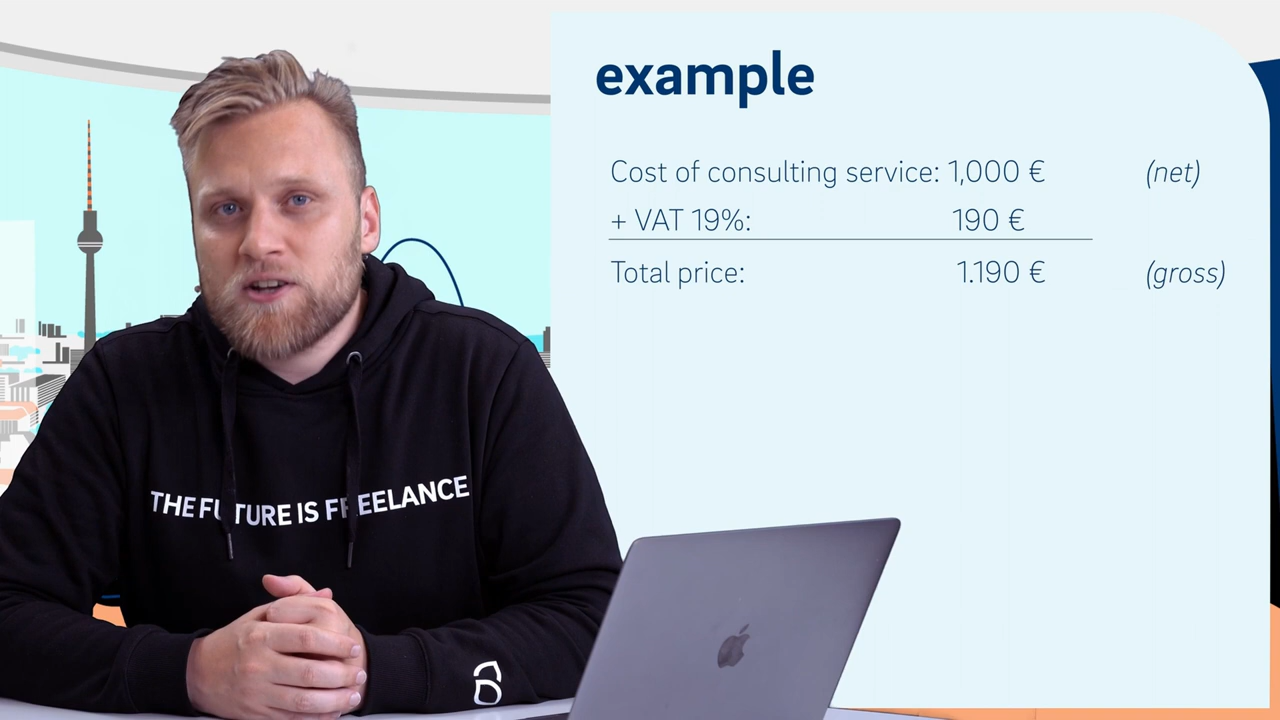 example
Cost of consulting service: 1,000 € (net)
+ VAT 19%: 190 €
Total price: 1.190 € (gross)
THE FUTURE IS FREELANCE